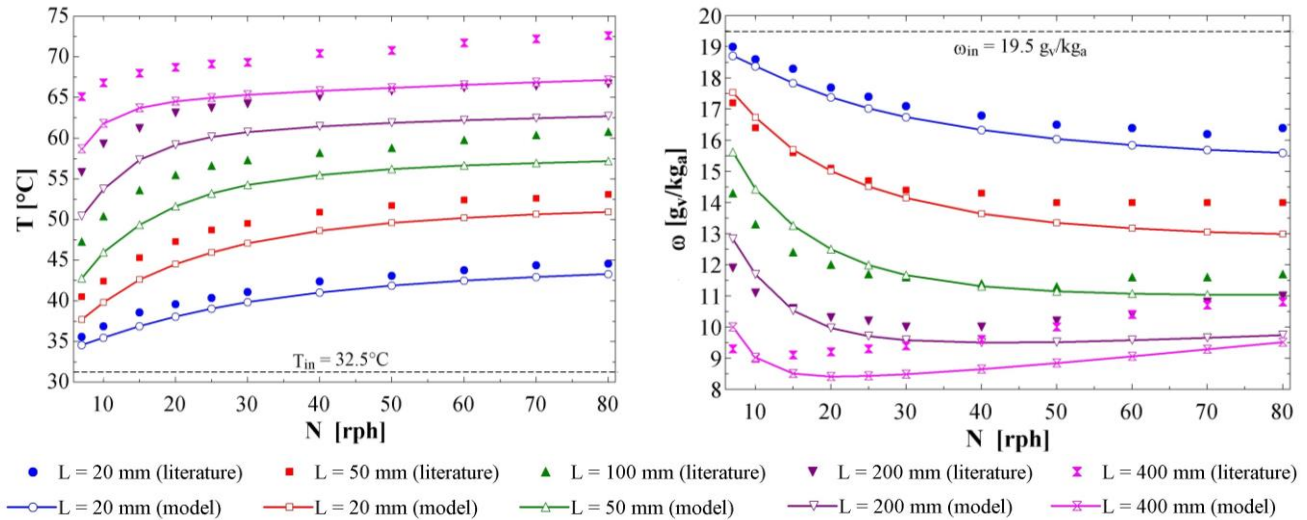 75
70
65
60
55
50
45
40
35
30
T [°C]
T_in = 32.5°C
10 20 30 40 50 60 70 80
N [rph]
20
19
18
17
16
15
14
13
12
11
10
9
8
ω [g_v/kg_a]
ω_in = 19.5 g_v/kg_a
10 20 30 40 50 60 70 80
N [rph]
L = 20 mm (literature) L = 50 mm (literature) L = 100 mm (literature) L = 200 mm (literature) L = 400 mm (literature)
L = 20 mm (model) L = 20 mm (model) L = 50 mm (model) L = 200 mm (model) L = 400 mm (model)